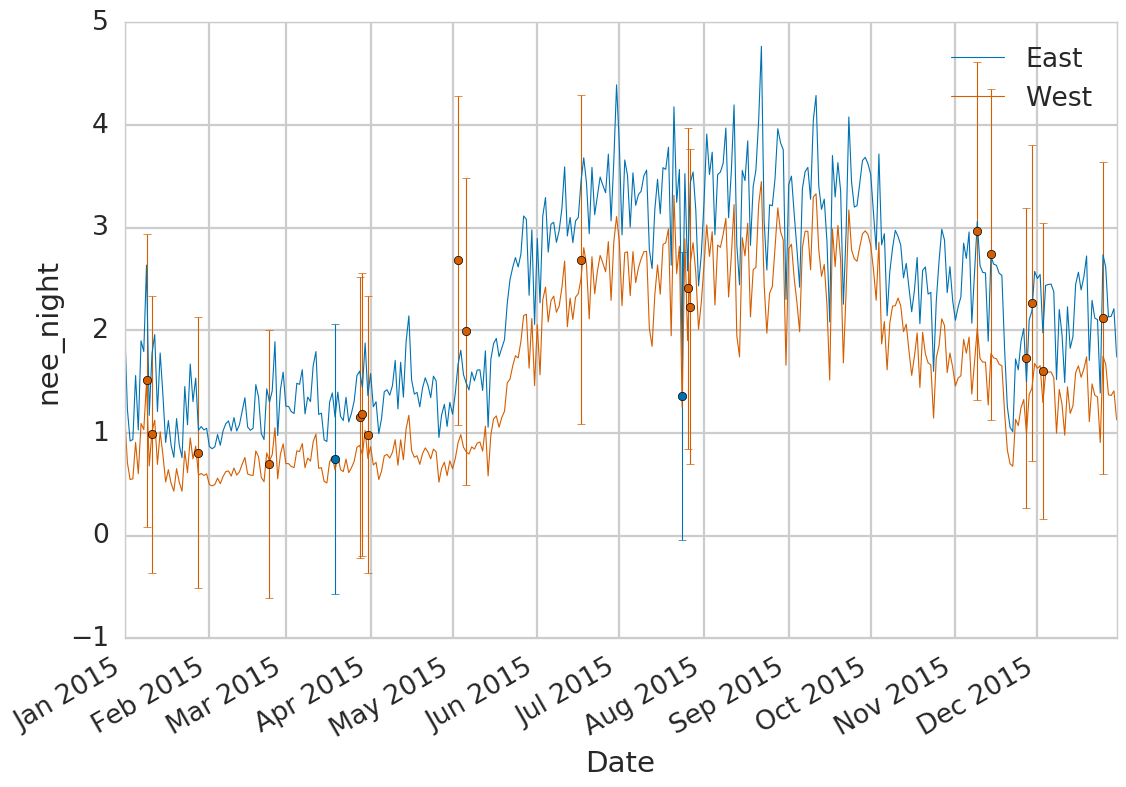 5
4
3
2
1
0
−1
nee_night
East
West
Jan 2015
Feb 2015
Mar 2015
Apr 2015
May 2015
Jun 2015
Jul 2015
Aug 2015
Sep 2015
Oct 2015
Nov 2015
Dec 2015
Date